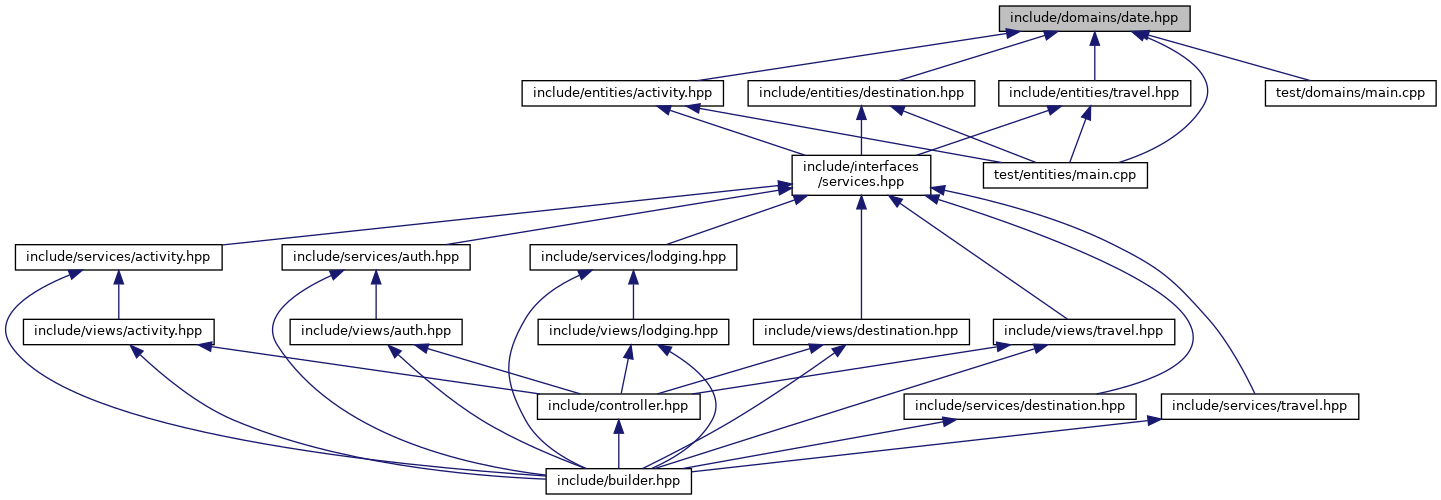 include/domains/date.hpp
include/entities/activity.hpp
include/entities/destination.hpp
include/entities/travel.hpp
test/domains/main.cpp
include/interfaces
/services.hpp
test/entities/main.cpp
include/services/activity.hpp
include/services/auth.hpp
include/services/lodging.hpp
include/views/activity.hpp
include/views/auth.hpp
include/views/lodging.hpp
include/views/destination.hpp
include/views/travel.hpp
include/controller.hpp
include/services/destination.hpp
include/services/travel.hpp
include/builder.hpp